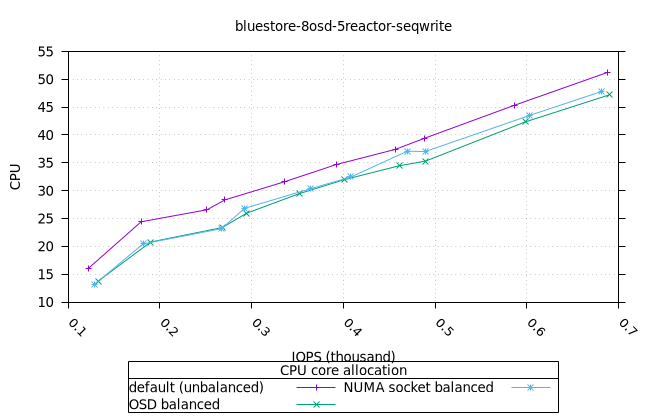 bluestore-8osd-5reactor-seqwrite
55
50
45
40
35
30
25
20
15
10
CPU
0.1 0.2 0.3 0.4 0.5 0.6 0.7
IOPS (thousand)
CPU core allocation
default (unbalanced) NUMA socket balanced
OSD balanced